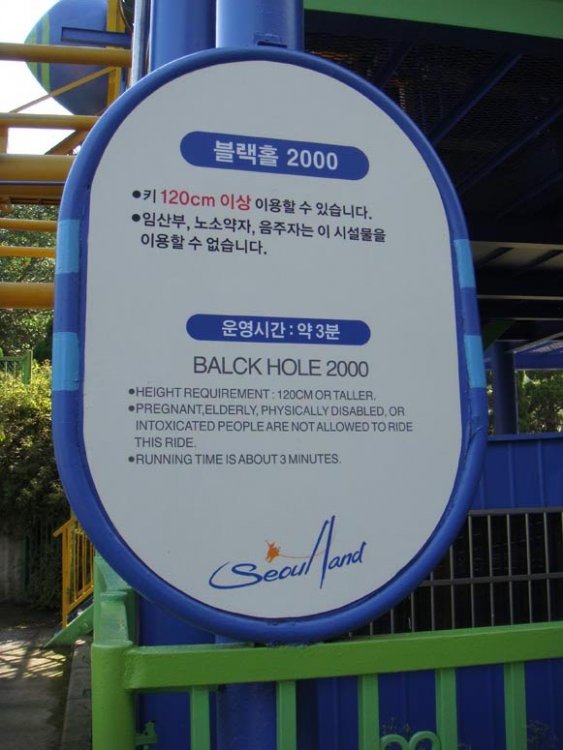 블랙홀 2000
•키 120cm 이상 이용할 수 있습니다.
•임산부, 노소약자, 음주자는 이 시설물을
이용할 수 없습니다.
운영시간 : 약 3분
BALCK HOLE 2000
•HEIGHT REQUIREMENT : 120CM OR TALLER.
•PREGNANT,ELDERLY, PHYSICALLY DISABLED, OR
INTOXICATED PEOPLE ARE NOT ALLOWED TO RIDE
THIS RIDE.
•RUNNING TIME IS ABOUT 3 MINUTES.
Seoul land